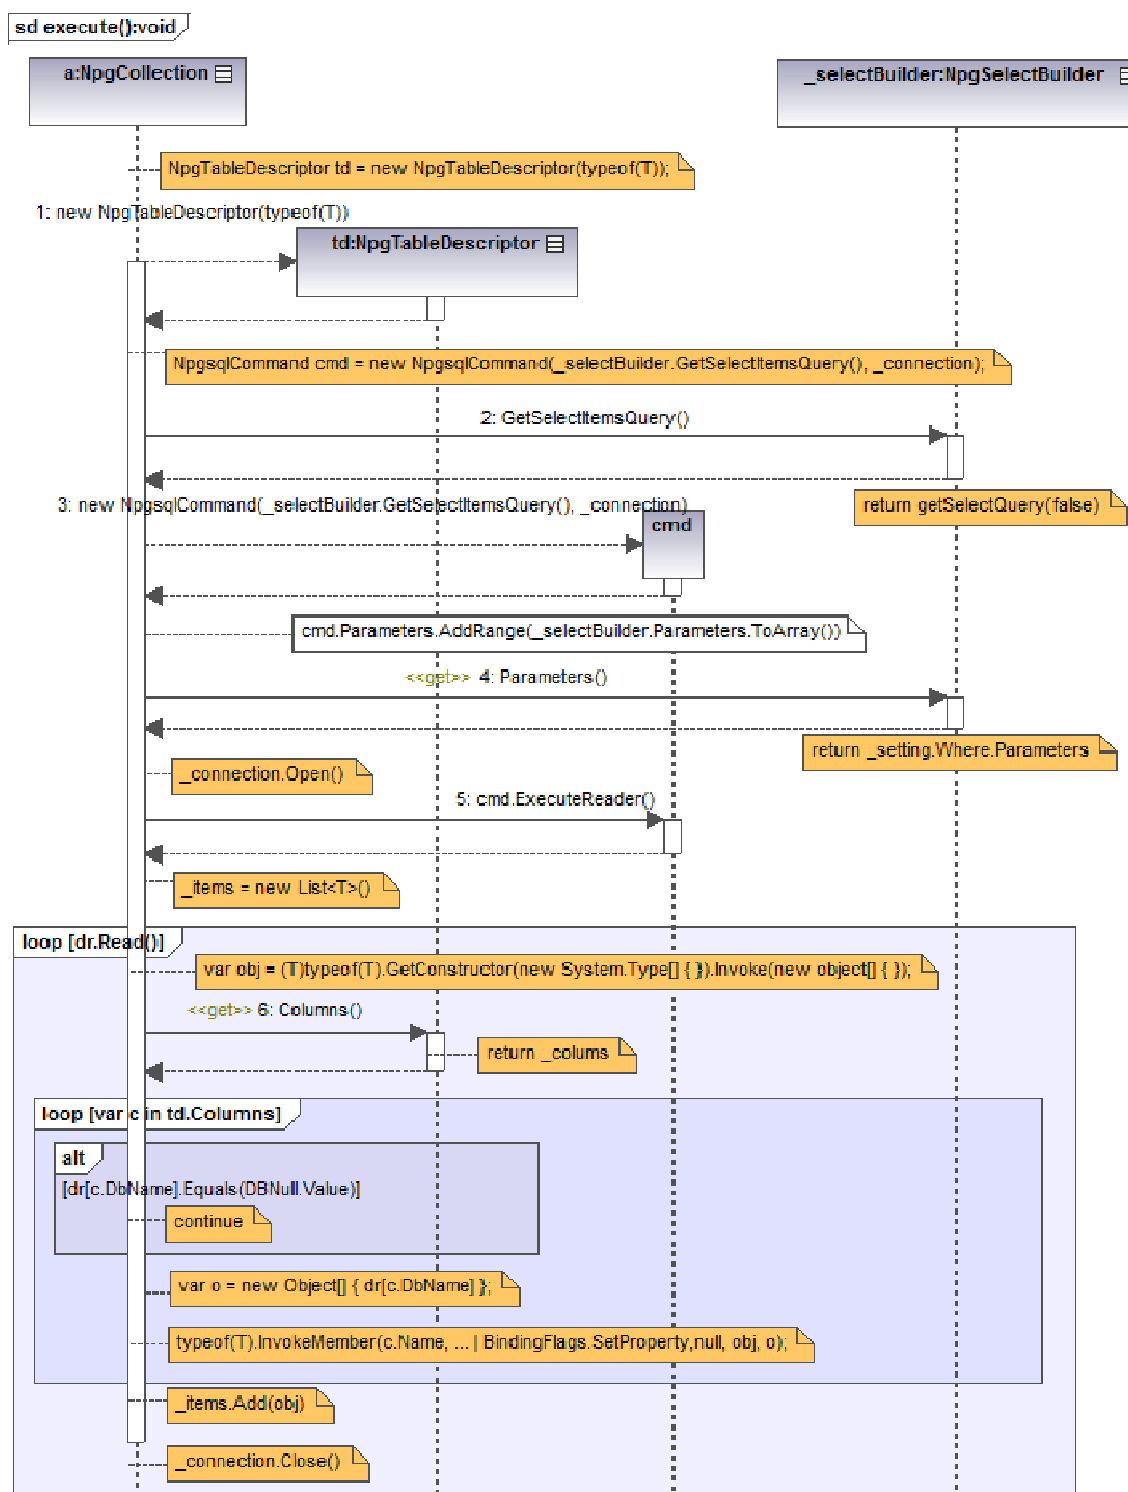 sd execute():void
a:NpgCollection
_selectBuilder:NpgSelectBuilder
NpgTableDescriptor td = new NpgTableDescriptor(typeof(T));
1: new NpgTableDescriptor(typeof(T))
td:NpgTableDescriptor
NpgsqlCommand cmd = new NpgsqlCommand(_selectBuilder.GetSelectItemsQuery(), _connection);
2: GetSelectItemsQuery()
3: new NpgsqlCommand(_selectBuilder.GetSelectItemsQuery(), _connection)
return getSelectQuery(false)
cmd
cmd.Parameters.AddRange(_selectBuilder.Parameters.ToArray())
<<get>> 4: Parameters()
return _setting.Where.Parameters
_connection.Open()
5: cmd.ExecuteReader()
_items = new List<T>()
loop [dr.Read()]
var obj = (T)typeof(T).GetConstructor(new System.Type[] { }).Invoke(new object[] { });
<<get>> 6: Columns()
return _colums
loop [var c in td.Columns]
alt
[dr[c.DbName].Equals(DBNull.Value)]
continue
var o = new Object[] { dr[c.DbName] };
typeof(T).InvokeMember(c.Name, ... | BindingFlags.SetProperty,null, obj, o);
_items.Add(obj)
_connection.Close()